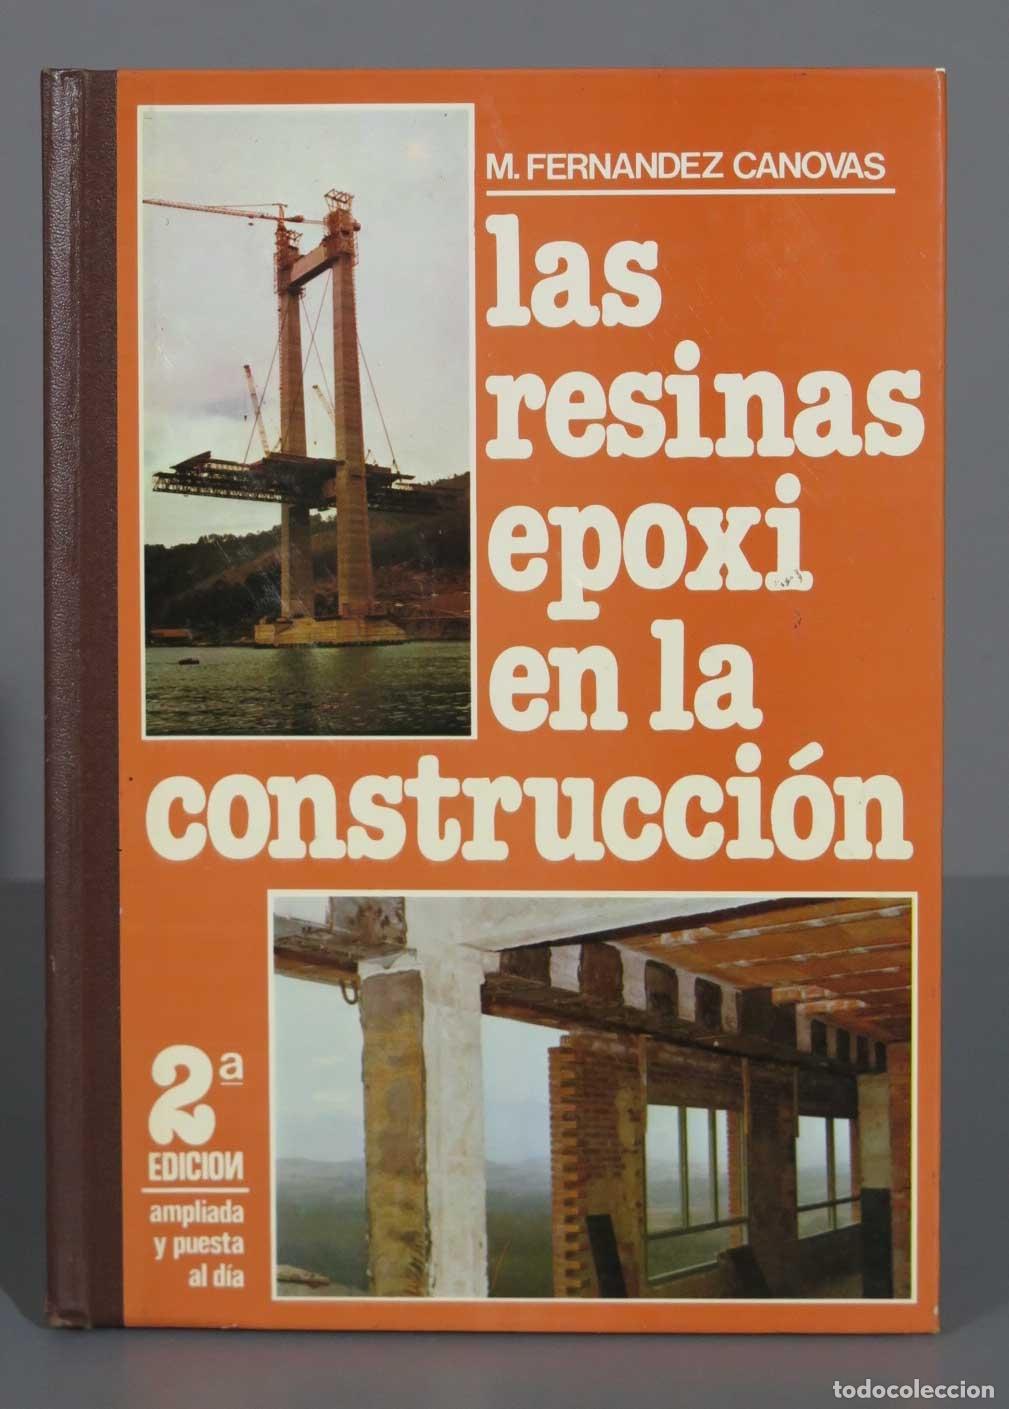 M. FERNANDEZ CANOVAS
las
resinas
epoxi
en la
construcción
2ª
EDICION
ampliada
y puesta
al día
todocoleccion